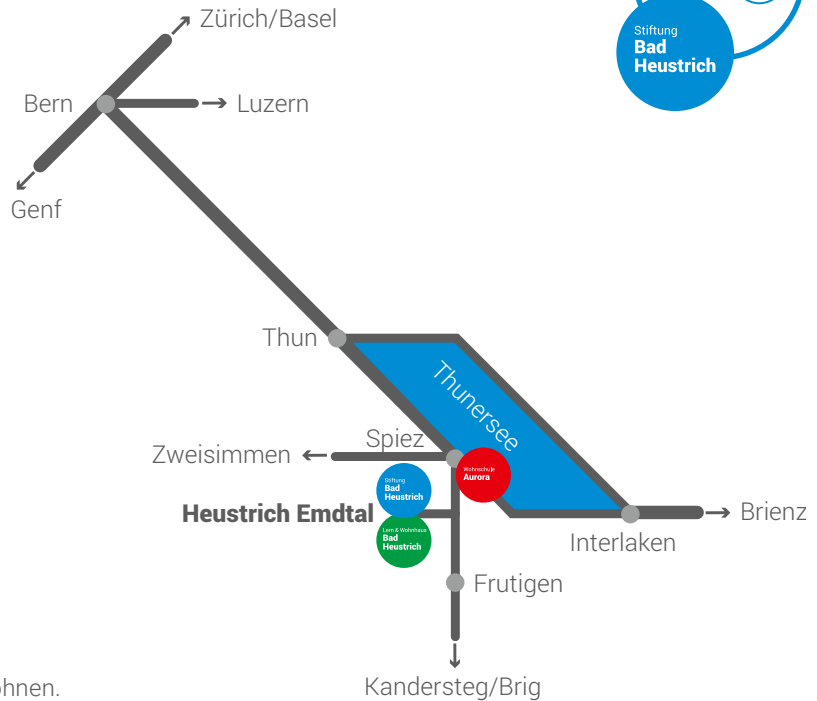 Zürich/Basel
Stiftung
Bad
Heustrich
Bern
Luzern
Genf
Thun
Thunersee
Spiez
Zweisimmen
Wohnschule
Aurora
Stiftung
Bad
Heustrich
Heustrich Emdtal
Lern & Wohnhaus
Bad
Heustrich
Brienz
Interlaken
Frutigen
Kandersteg/Brig
ohnen.